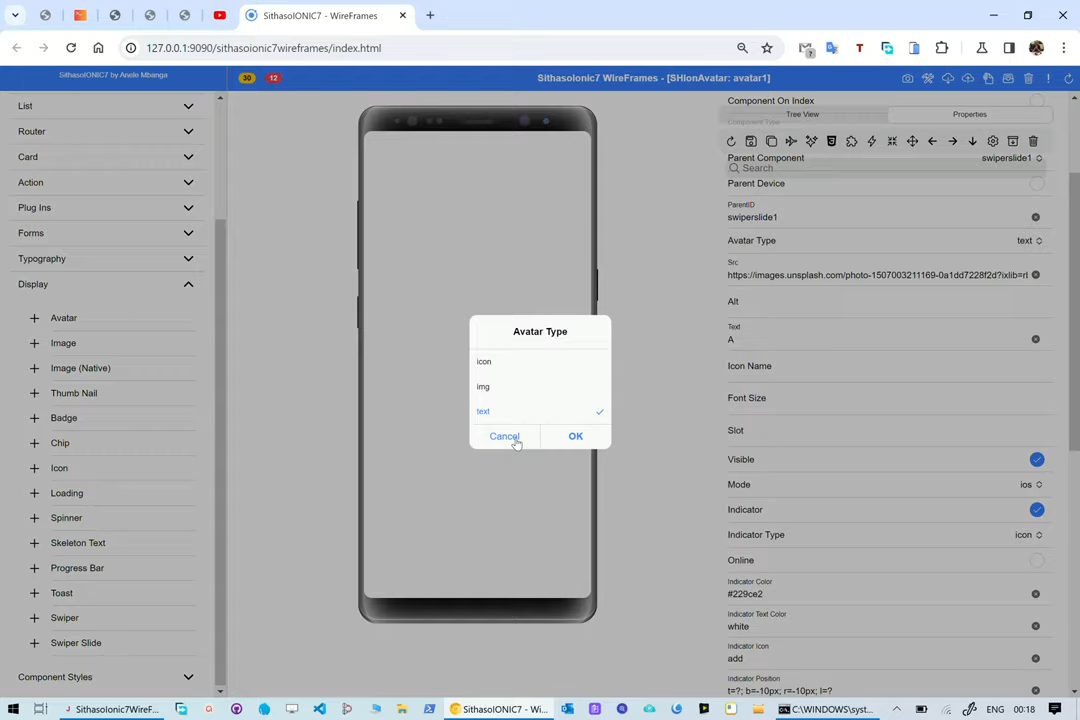 SithasoIONIC7 - WireFrames
127.0.0.1:9090/sithasoionic7wireframes/index.html
SithasoIONIC7 by Anele Mbanga
30
12
SithasoIonic7 WireFrames - [SHIonAvatar: avatar1]
List
Router
Card
Action
Plug Ins
Forms
Typography
Display
Avatar
Image
Image (Native)
Thumb Nail
Badge
Chip
Icon
Loading
Spinner
Skeleton Text
Progress Bar
Toast
Swiper
Swiper Slide
Component Styles
Avatar Type
icon
img
text
Cancel
OK
Component On Index
Tree View
Properties
Component Type
Parent Component
swiperslide1
Search
Parent Device
ParentID
swiperslide1
Avatar Type
text
Src
https://images.unsplash.com/photo-1507003211169-0a1dd7228f2d?ixlib=rl
Alt
Text
A
Icon Name
Font Size
Slot
Visible
Mode
ios
Indicator
Indicator Type
icon
Online
Indicator Color
#229ce2
Indicator Text Color
white
Indicator Icon
add
Indicator Position
t=?; b=-10px; r=-10px; l=?
SithasoIonic7WireF...
SithasoIONIC7 - Wi...
C:\WINDOWS\syst...
ENG
00:18